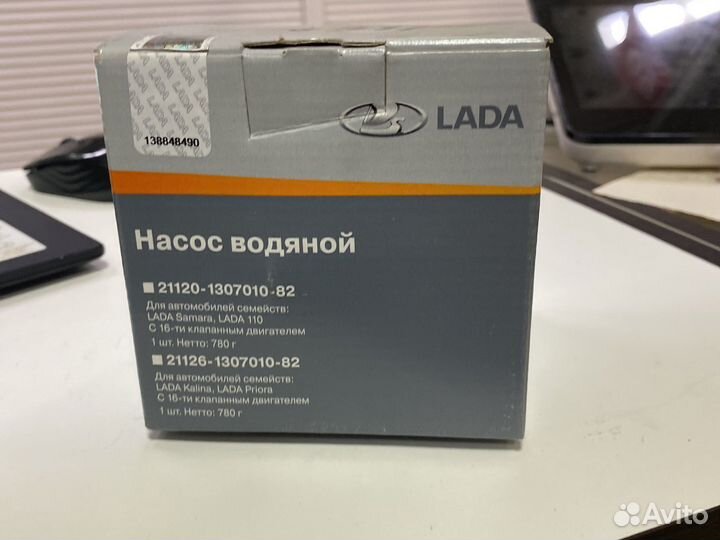 LADA
138848490
Насос водяной
21120-1307010-82
Для автомобилей семейств:
LADA Samara, LADA 110
С 16-ти клапанным двигателем
1 шт. Нетто: 780 г
21126-1307010-82
Для автомобилей семейств:
LADA Kalina, LADA Priora
С 16-ти клапанным двигателем
1 шт. Нетто: 780 г
Avito